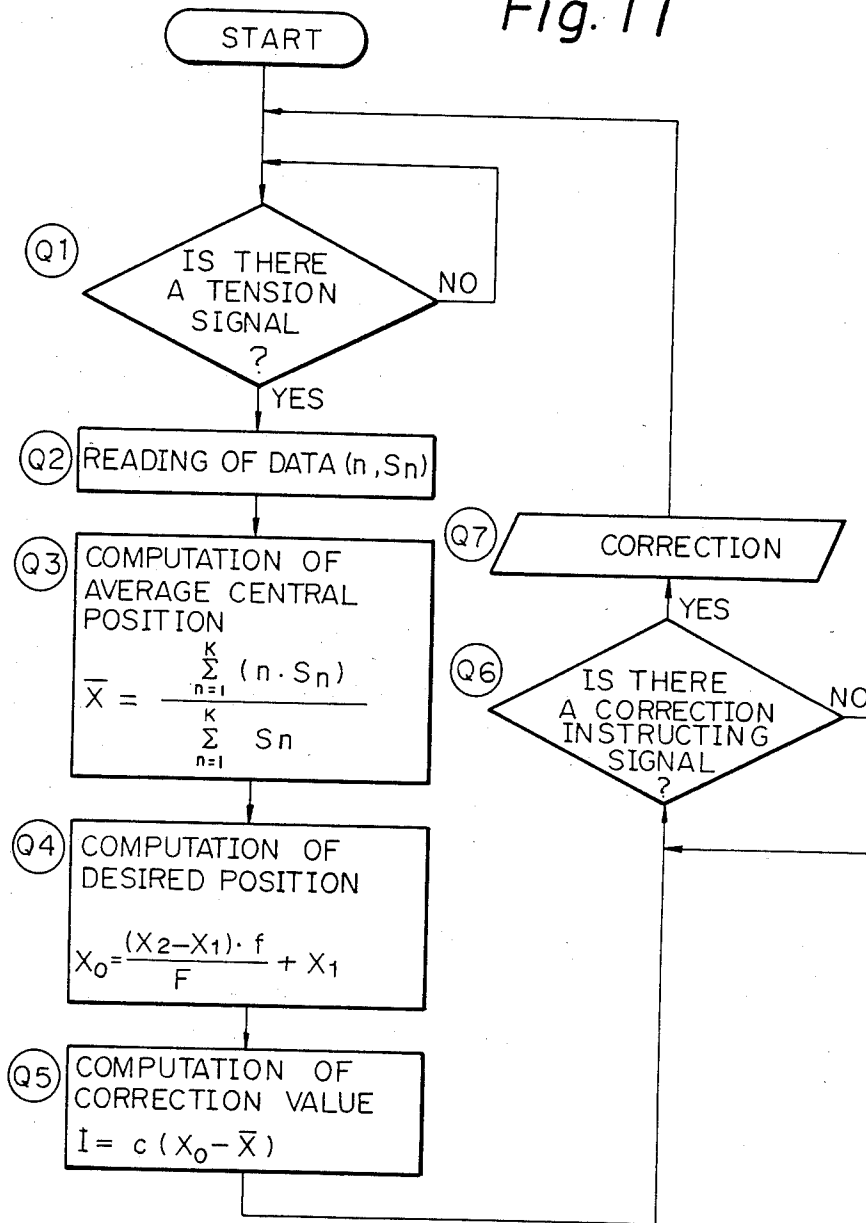 Fig. 11
START
Q1
IS THERE
A TENSION
SIGNAL
?
NO
YES
Q2
READING OF DATA (n, Sn)
Q3
COMPUTATION OF
AVERAGE CENTRAL
POSITION
X̄ = K Σ n=1 (n · Sn) / K Σ n=1 Sn
Q4
COMPUTATION OF
DESIRED POSITION
X₀ = (X₂ − X₁) · f / F + X₁
Q5
COMPUTATION OF
CORRECTION VALUE
I = c (X₀ − X̄)
Q7
CORRECTION
YES
Q6
IS THERE
A CORRECTION
INSTRUCTING
SIGNAL
?
NO